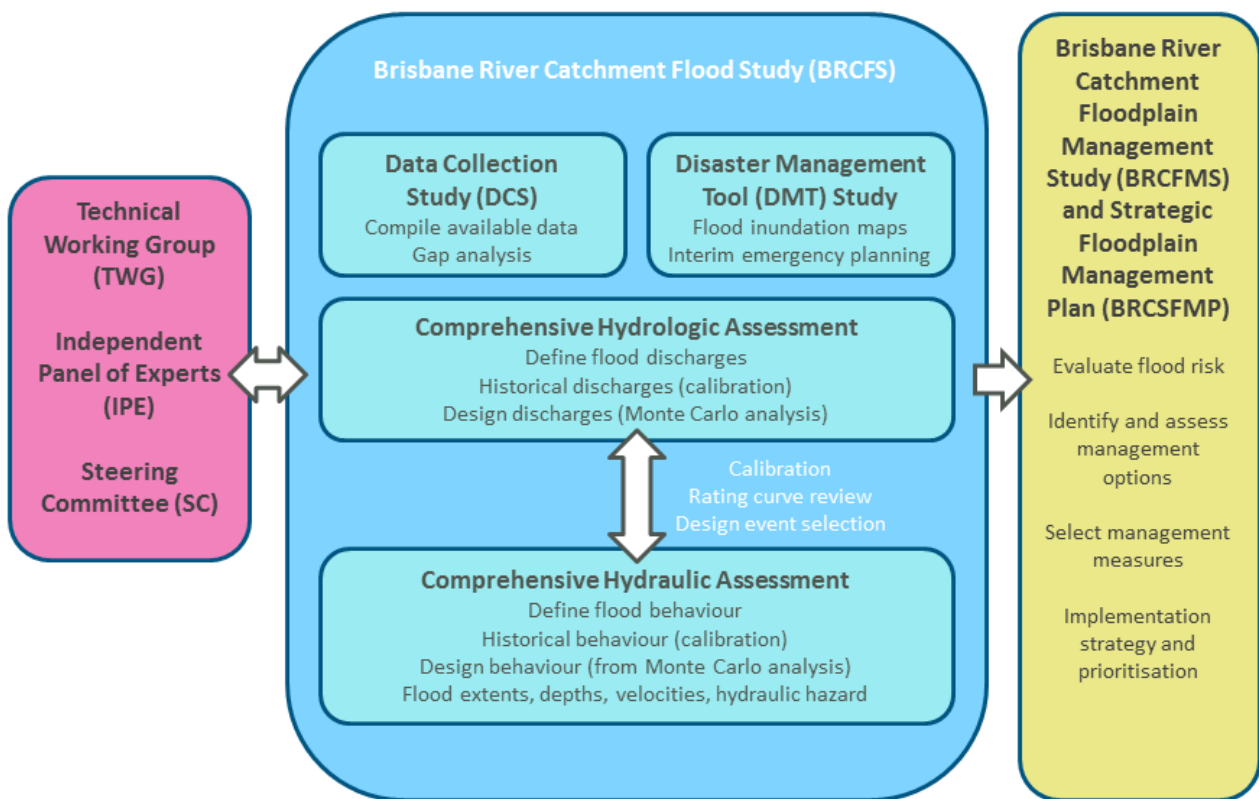 Brisbane River Catchment Flood Study (BRCFS)
Data Collection
Study (DCS)
Compile available data
Gap analysis
Disaster Management
Tool (DMT) Study
Flood inundation maps
Interim emergency planning
Technical
Working Group
(TWG)
Independent
Panel of Experts
(IPE)
Steering
Committee (SC)
Comprehensive Hydrologic Assessment
Define flood discharges
Historical discharges (calibration)
Design discharges (Monte Carlo analysis)
Calibration
Rating curve review
Design event selection
Comprehensive Hydraulic Assessment
Define flood behaviour
Historical behaviour (calibration)
Design behaviour (from Monte Carlo analysis)
Flood extents, depths, velocities, hydraulic hazard
Brisbane River
Catchment
Floodplain
Management
Study (BRCFMS)
and Strategic
Floodplain
Management
Plan (BRCSFMP)
Evaluate flood risk
Identify and assess
management
options
Select management
measures
Implementation
strategy and
prioritisation